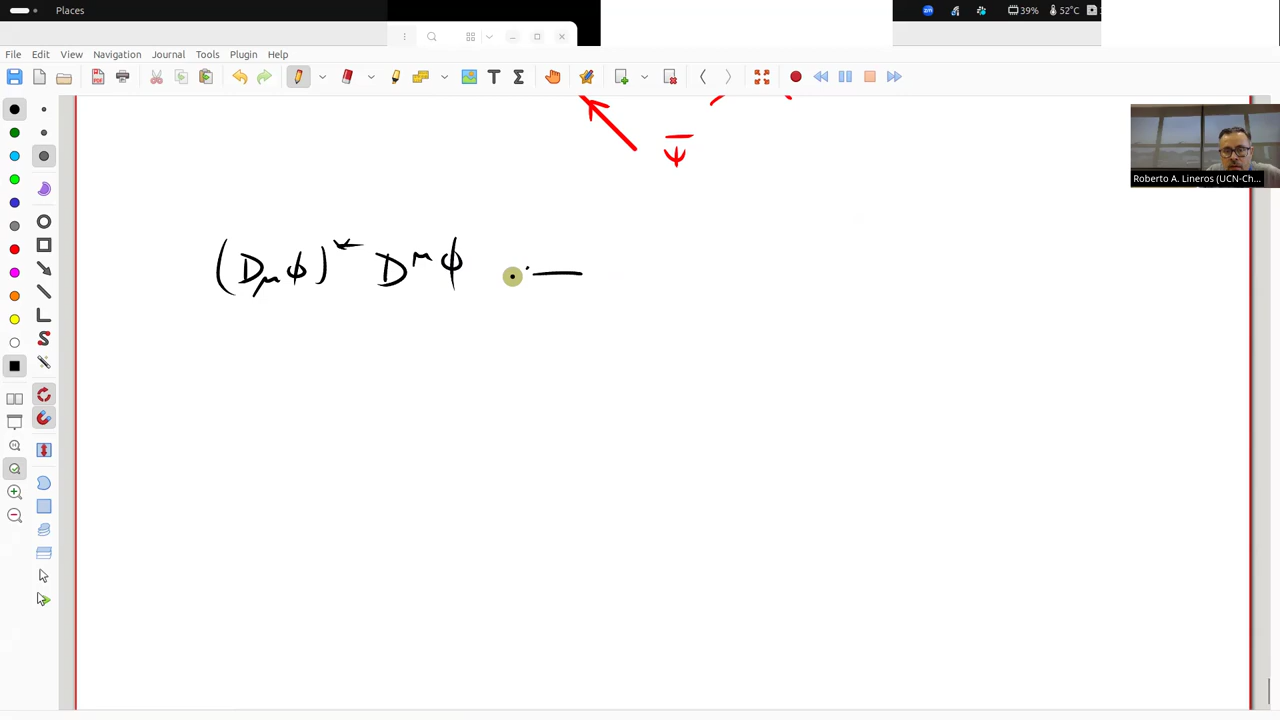 Places
39% 52°C
File Edit View Navigation Journal Tools Plugin Help
Roberto A. Lineros (UCN-Ch...
ψ̄
(D_μ φ)* D^μ φ —